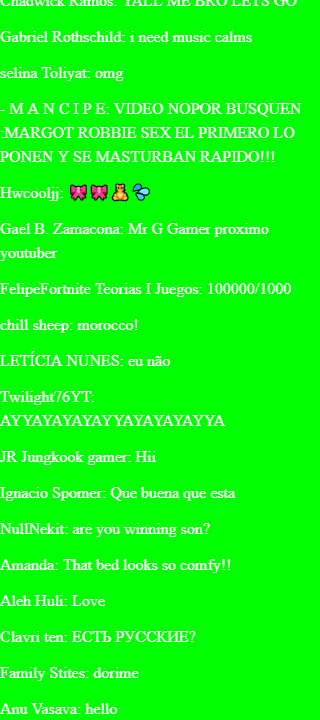 Chadwick Ramos: YALL ME BRO LETS GO
Gabriel Rothschild: i need music calms
selina Toliyat: omg
- M A N C I P E: VIDEO NOPOR BUSQUEN
:MARGOT ROBBIE SEX EL PRIMERO LO
PONEN Y SE MASTURBAN RAPIDO!!!
Hwcooljj: 🎀🎀🧸💦
Gael B. Zamacona: Mr G Gamer proximo
youtuber
FelipeFortnite Teorias I Juegos: 100000/1000
chill sheep: morocco!
LETÍCIA NUNES: eu não
Twilight76YT:
AYYAYAYAYAYYAYAYAYAYYA
JR Jungkook gamer: Hii
Ignacio Spomer: Que buena que esta
NullNekit: are you winning son?
Amanda: That bed looks so comfy!!
Aleh Huli: Love
Clavri ten: ЕСТЬ РУССКИЕ?
Family Stites: dorime
Anu Vasava: hello